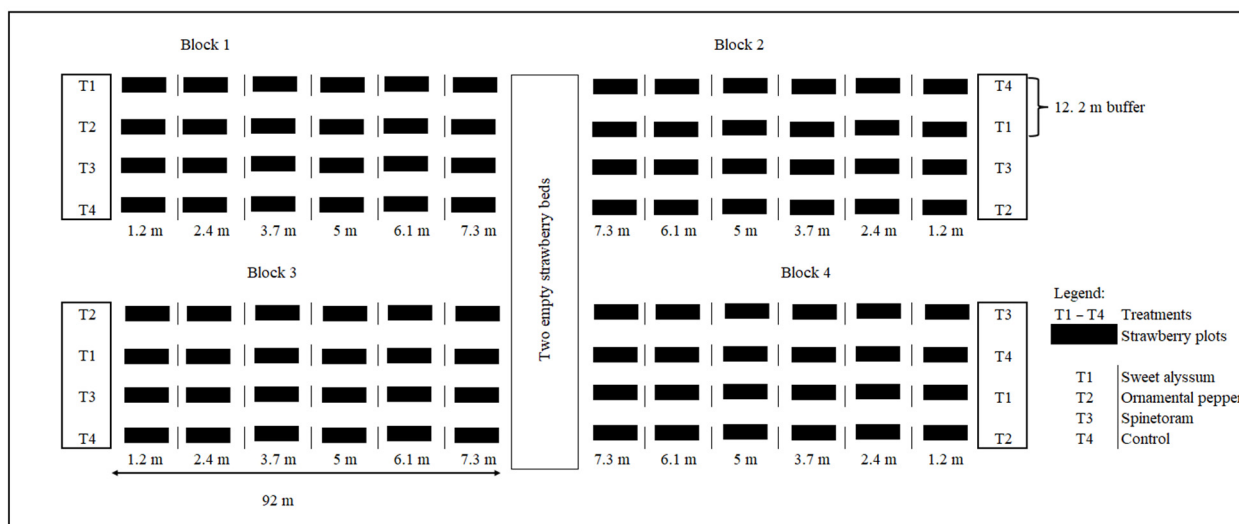 Block 1
Block 2
T1
T2
T3
T4
1.2 m 2.4 m 3.7 m 5 m 6.1 m 7.3 m
Two empty strawberry beds
T4
T1
T3
T2
12. 2 m buffer
7.3 m 6.1 m 5 m 3.7 m 2.4 m 1.2 m
Block 3
Block 4
T2
T1
T3
T4
1.2 m 2.4 m 3.7 m 5 m 6.1 m 7.3 m
92 m
T3
T4
T1
T2
7.3 m 6.1 m 5 m 3.7 m 2.4 m 1.2 m
Legend:
T1 – T4 Treatments
Strawberry plots
T1 Sweet alyssum
T2 Ornamental pepper
T3 Spinetoram
T4 Control